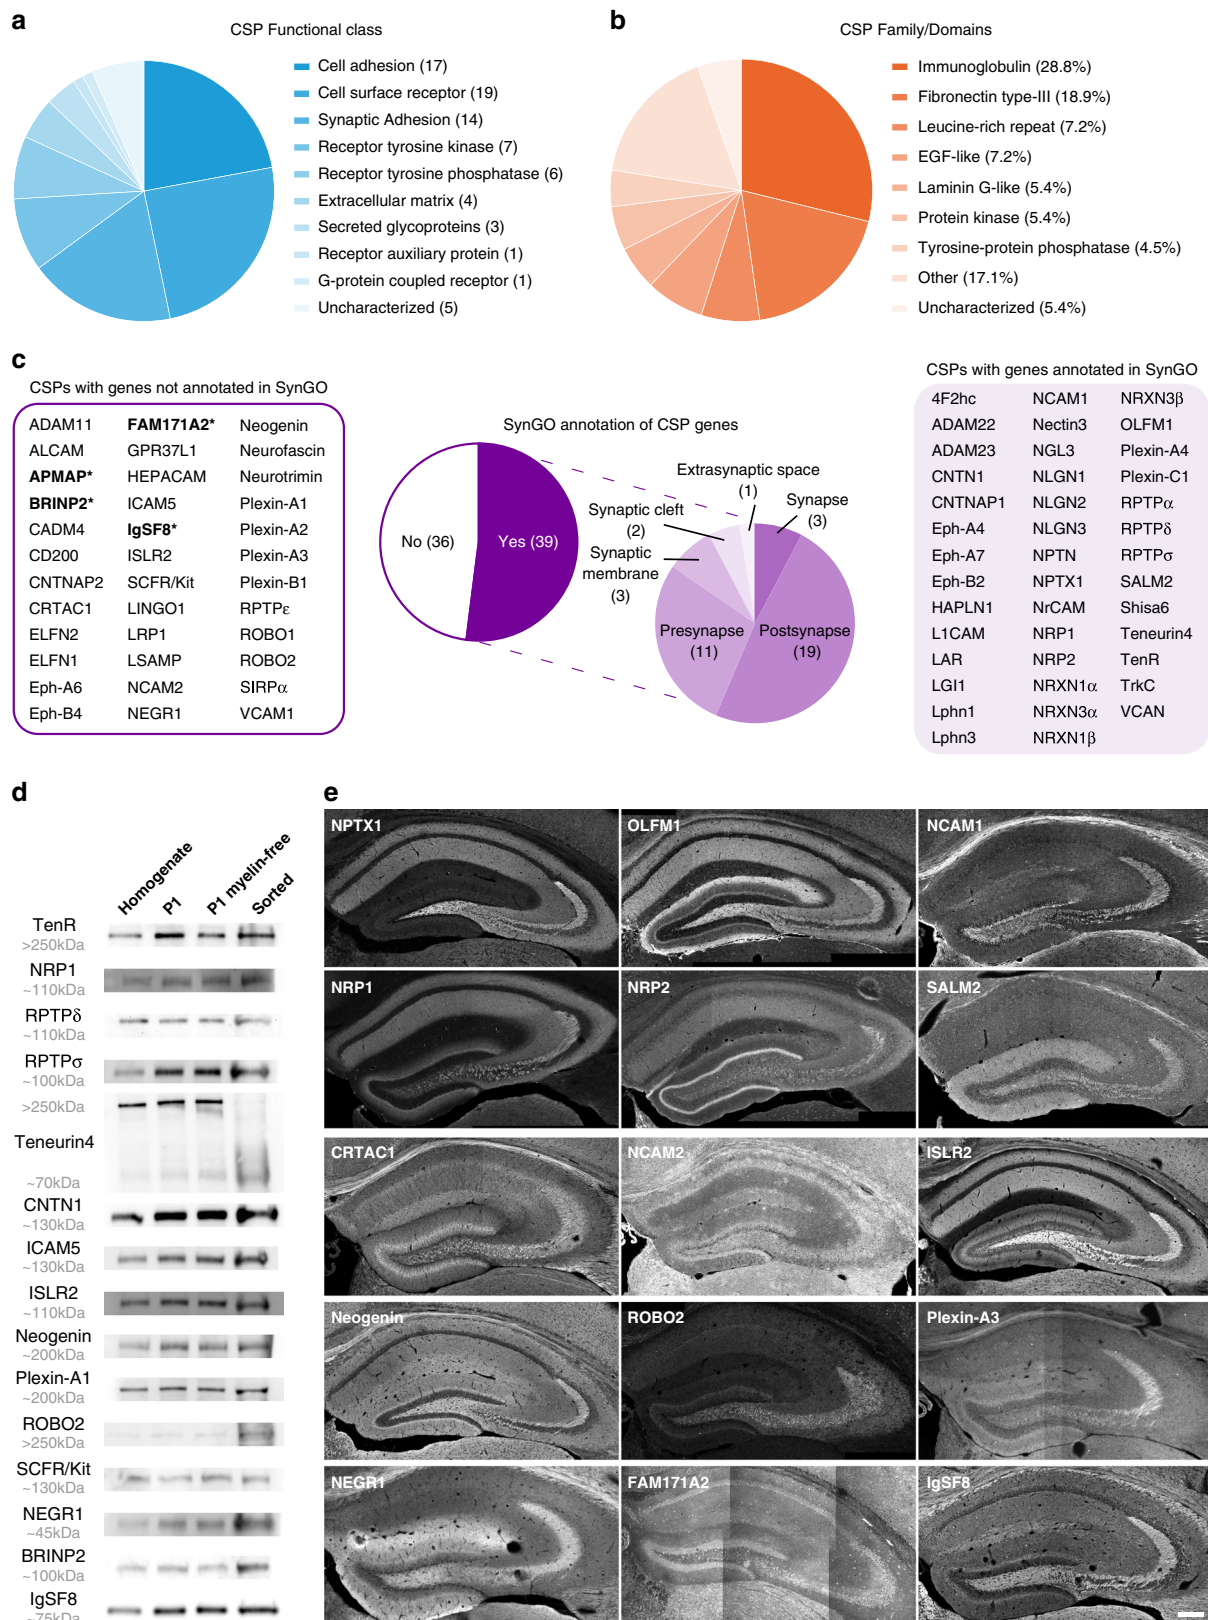 a
CSP Functional class
Cell adhesion (17)
Cell surface receptor (19)
Synaptic Adhesion (14)
Receptor tyrosine kinase (7)
Receptor tyrosine phosphatase (6)
Extracellular matrix (4)
Secreted glycoproteins (3)
Receptor auxiliary protein (1)
G-protein coupled receptor (1)
Uncharacterized (5)
b
CSP Family/Domains
Immunoglobulin (28.8%)
Fibronectin type-III (18.9%)
Leucine-rich repeat (7.2%)
EGF-like (7.2%)
Laminin G-like (5.4%)
Protein kinase (5.4%)
Tyrosine-protein phosphatase (4.5%)
Other (17.1%)
Uncharacterized (5.4%)
c
CSPs with genes not annotated in SynGO
ADAM11
ALCAM
APMAP*
BRINP2*
CADM4
CD200
CNTNAP2
CRTAC1
ELFN2
ELFN1
Eph-A6
Eph-B4
FAM171A2*
GPR37L1
HEPACAM
ICAM5
IgSF8*
ISLR2
SCFR/Kit
LINGO1
LRP1
LSAMP
NCAM2
NEGR1
Neogenin
Neurofascin
Neurotrimin
Plexin-A1
Plexin-A2
Plexin-A3
Plexin-B1
RPTPε
ROBO1
ROBO2
SIRPα
VCAM1
SynGO annotation of CSP genes
No (36)
Yes (39)
Extrasynaptic space
(1)
Synaptic cleft
(2)
Synapse
(3)
Synaptic
membrane
(3)
Presynapse
(11)
Postsynapse
(19)
CSPs with genes annotated in SynGO
4F2hc
ADAM22
ADAM23
CNTN1
CNTNAP1
Eph-A4
Eph-A7
Eph-B2
HAPLN1
L1CAM
LAR
LGI1
Lphn1
Lphn3
NCAM1
Nectin3
NGL3
NLGN1
NLGN2
NLGN3
NPTN
NPTX1
NrCAM
NRP1
NRP2
NRXN1α
NRXN3α
NRXN1β
NRXN3β
OLFM1
Plexin-A4
Plexin-C1
RPTPα
RPTPδ
RPTPσ
SALM2
Shisa6
Teneurin4
TenR
TrkC
VCAN
d
Homogenate
P1
P1 myelin-free
Sorted
TenR
>250kDa
NRP1
~110kDa
RPTPδ
~110kDa
RPTPσ
~100kDa
>250kDa
Teneurin4
~70kDa
CNTN1
~130kDa
ICAM5
~130kDa
ISLR2
~110kDa
Neogenin
~200kDa
Plexin-A1
~200kDa
ROBO2
>250kDa
SCFR/Kit
~130kDa
NEGR1
~45kDa
BRINP2
~100kDa
IgSF8
~75kDa
e
NPTX1
OLFM1
NCAM1
NRP1
NRP2
SALM2
CRTAC1
NCAM2
ISLR2
Neogenin
ROBO2
Plexin-A3
NEGR1
FAM171A2
IgSF8